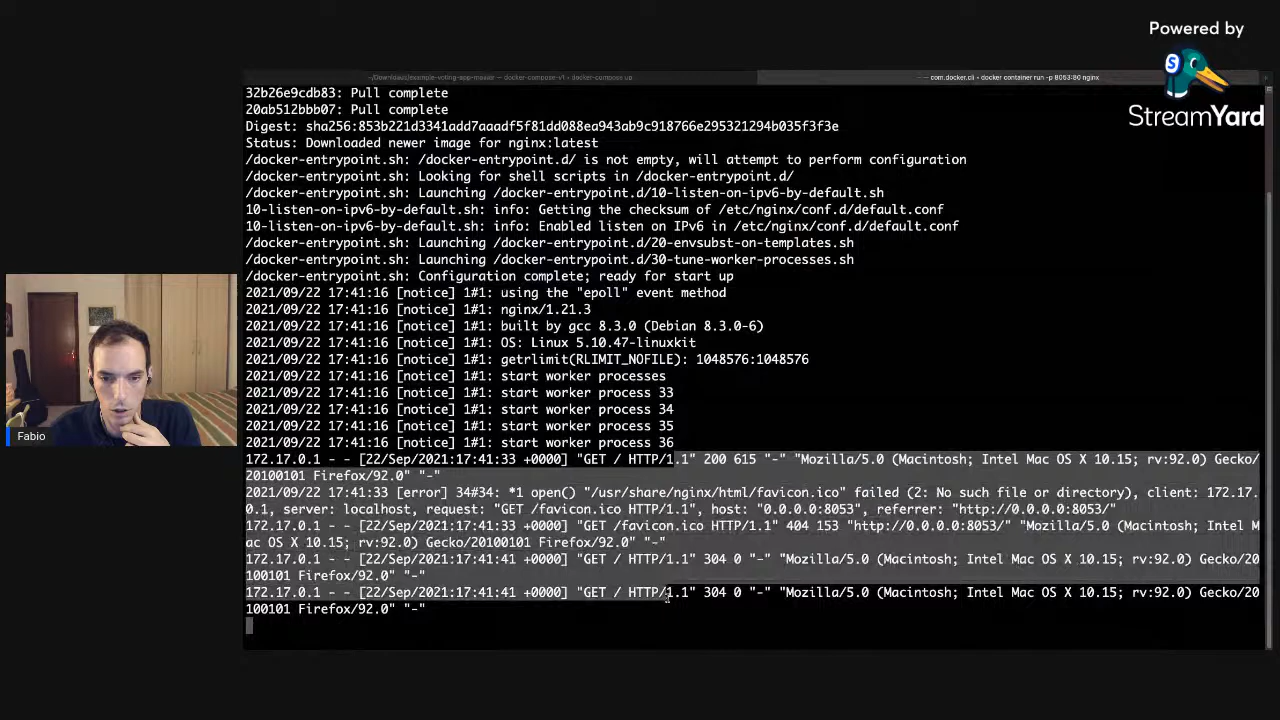 Powered by
StreamYard
~/Downloads/example-voting-app-master — docker-compose-v1 • docker-compose up
com.docker.cli • docker container run -p 8053:80 nginx
32b26e9cdb83: Pull complete
20ab512bbb07: Pull complete
Digest: sha256:853b221d3341add7aaadf5f81dd088ea943ab9c918766e295321294b035f3f3e
Status: Downloaded newer image for nginx:latest
/docker-entrypoint.sh: /docker-entrypoint.d/ is not empty, will attempt to perform configuration
/docker-entrypoint.sh: Looking for shell scripts in /docker-entrypoint.d/
/docker-entrypoint.sh: Launching /docker-entrypoint.d/10-listen-on-ipv6-by-default.sh
10-listen-on-ipv6-by-default.sh: info: Getting the checksum of /etc/nginx/conf.d/default.conf
10-listen-on-ipv6-by-default.sh: info: Enabled listen on IPv6 in /etc/nginx/conf.d/default.conf
/docker-entrypoint.sh: Launching /docker-entrypoint.d/20-envsubst-on-templates.sh
/docker-entrypoint.sh: Launching /docker-entrypoint.d/30-tune-worker-processes.sh
/docker-entrypoint.sh: Configuration complete; ready for start up
2021/09/22 17:41:16 [notice] 1#1: using the "epoll" event method
2021/09/22 17:41:16 [notice] 1#1: nginx/1.21.3
2021/09/22 17:41:16 [notice] 1#1: built by gcc 8.3.0 (Debian 8.3.0-6)
2021/09/22 17:41:16 [notice] 1#1: OS: Linux 5.10.47-linuxkit
2021/09/22 17:41:16 [notice] 1#1: getrlimit(RLIMIT_NOFILE): 1048576:1048576
2021/09/22 17:41:16 [notice] 1#1: start worker processes
2021/09/22 17:41:16 [notice] 1#1: start worker process 33
2021/09/22 17:41:16 [notice] 1#1: start worker process 34
2021/09/22 17:41:16 [notice] 1#1: start worker process 35
2021/09/22 17:41:16 [notice] 1#1: start worker process 36
172.17.0.1 - - [22/Sep/2021:17:41:33 +0000] "GET / HTTP/1.1" 200 615 "-" "Mozilla/5.0 (Macintosh; Intel Mac OS X 10.15; rv:92.0) Gecko/
20100101 Firefox/92.0" "-"
2021/09/22 17:41:33 [error] 34#34: *1 open() "/usr/share/nginx/html/favicon.ico" failed (2: No such file or directory), client: 172.17.
0.1, server: localhost, request: "GET /favicon.ico HTTP/1.1", host: "0.0.0.0:8053", referrer: "http://0.0.0.0:8053/"
172.17.0.1 - - [22/Sep/2021:17:41:33 +0000] "GET /favicon.ico HTTP/1.1" 404 153 "http://0.0.0.0:8053/" "Mozilla/5.0 (Macintosh; Intel M
ac OS X 10.15; rv:92.0) Gecko/20100101 Firefox/92.0" "-"
172.17.0.1 - - [22/Sep/2021:17:41:41 +0000] "GET / HTTP/1.1" 304 0 "-" "Mozilla/5.0 (Macintosh; Intel Mac OS X 10.15; rv:92.0) Gecko/20
100101 Firefox/92.0" "-"
172.17.0.1 - - [22/Sep/2021:17:41:41 +0000] "GET / HTTP/1.1" 304 0 "-" "Mozilla/5.0 (Macintosh; Intel Mac OS X 10.15; rv:92.0) Gecko/20
100101 Firefox/92.0" "-"
Fabio